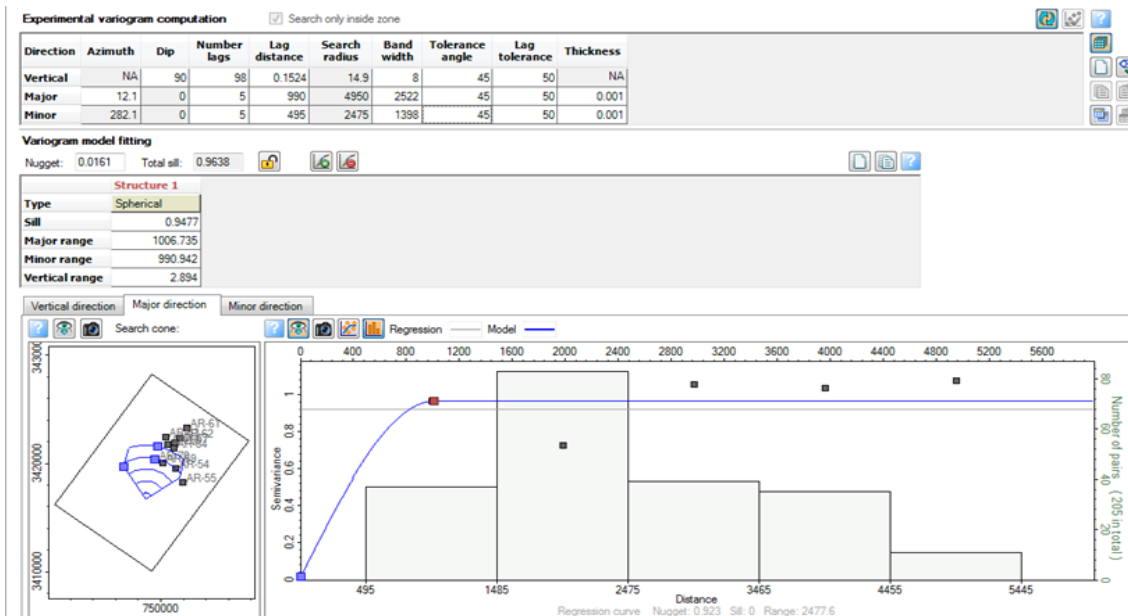 Experimental variogram computation Search only inside zone
Direction Azimuth Dip Number lags Lag distance Search radius Band width Tolerance angle Lag tolerance Thickness
Vertical NA 90 98 0.1524 14.9 8 45 50 NA
Major 12.1 0 5 990 4950 2522 45 50 0.001
Minor 282.1 0 5 495 2475 1398 45 50 0.001
Variogram model fitting
Nugget: 0.0161 Total sill: 0.9638
Structure 1
Type Spherical
Sill 0.9477
Major range 1006.735
Minor range 990.942
Vertical range 2.894
Vertical direction Major direction Minor direction
Search cone:
Regression Model
3430000
3420000
3410000
750000
AR-61
AR-54
AR-55
0 400 800 1200 1600 2000 2400 2800 3200 3600 4000 4400 4800 5200 5600
Semivariance
1
0.8
0.6
0.4
0.2
0
80
60
40
20
0
Number of pairs (205 in total)
495 1485 2475 3465 4455 5445
Distance
Regression curve Nugget: 0.923 Sill: 0 Range: 2477.6